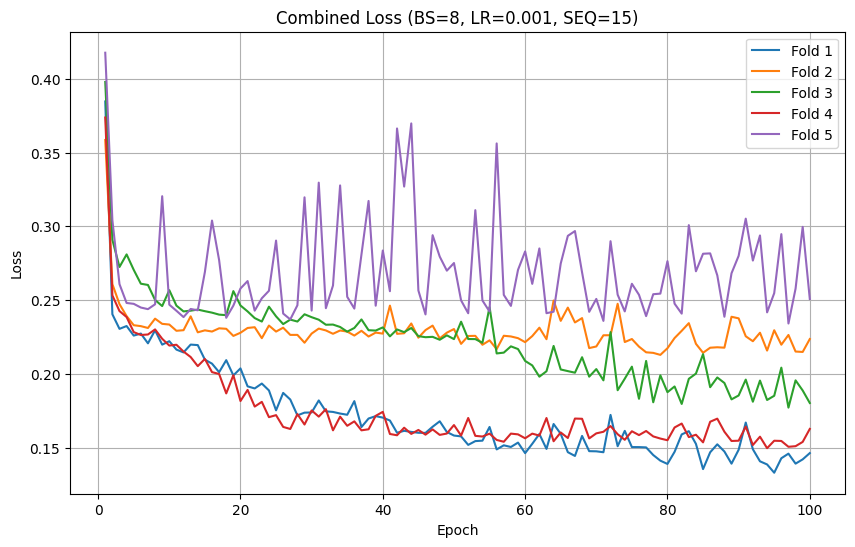 Combined Loss (BS=8, LR=0.001, SEQ=15)
Fold 1
Fold 2
Fold 3
Fold 4
Fold 5
Loss
0.40
0.35
0.30
0.25
0.20
0.15
0
20
40
60
80
100
Epoch